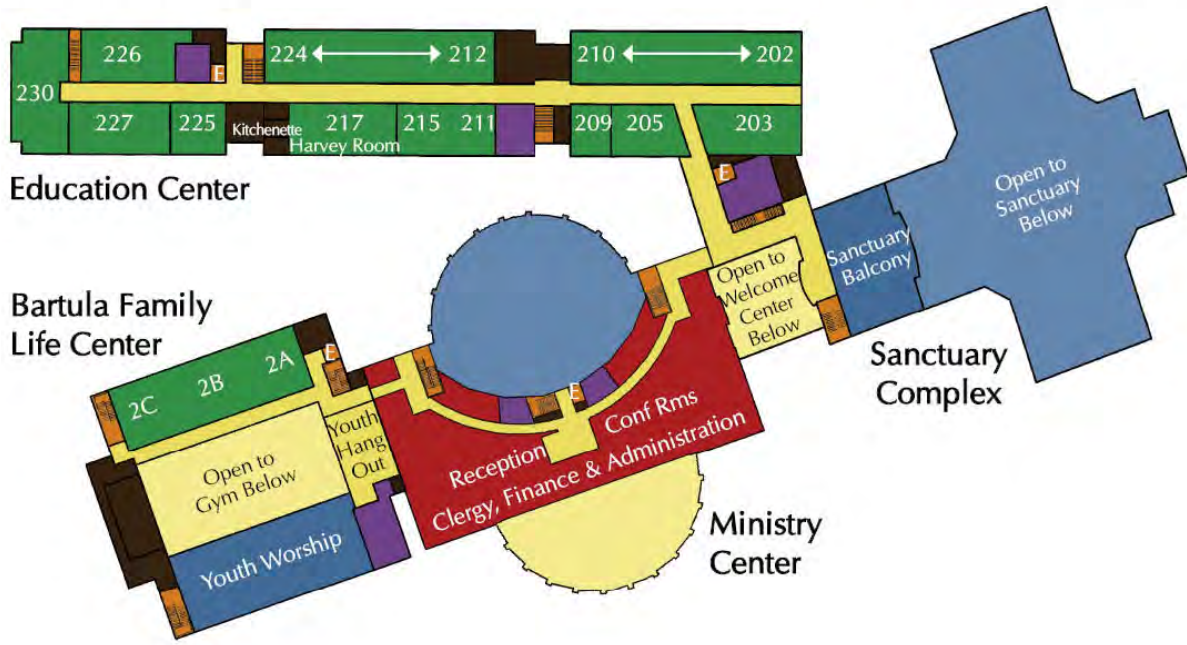 226
E
224
212
210
202
230
227
225
Kitchenette
217
215
211
209
205
203
Harvey Room
Education Center
E
Open to
Sanctuary
Below
Sanctuary
Balcony
Open to
Welcome
Center
Below
Sanctuary
Complex
Bartula Family
Life Center
E
2A
2B
2C
Youth
Hang
Out
Open to
Gym Below
Youth Worship
E
Conf Rms
Reception
Clergy, Finance & Administration
Ministry
Center